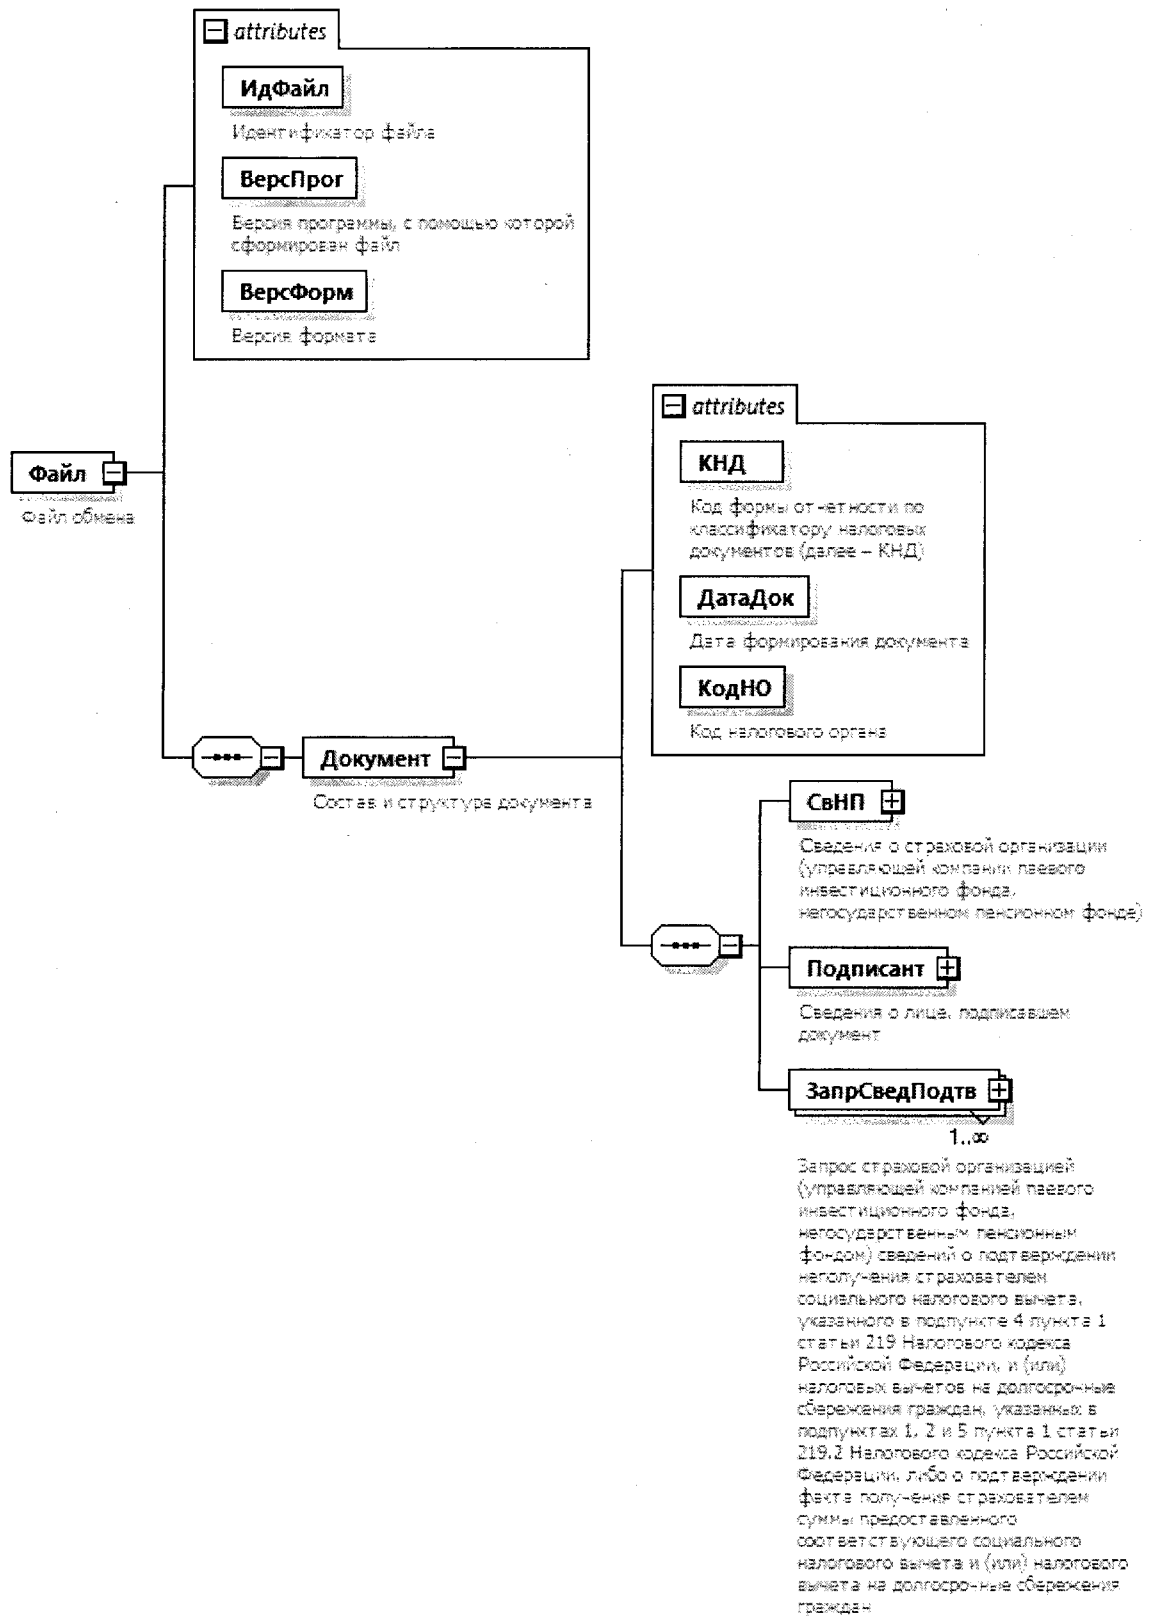 attributes
ИдФайл
Идентификатор файла
ВерсПрог
Версия программы, с помощью которой
сформирован файл
ВерсФорм
Версия формата
Файл
Файл обмена
Документ
Состав и структура документа
attributes
КНД
Код формы отчетности по
классификатору налоговых
документов (далее – КНД)
ДатаДок
Дата формирования документа
КодНО
Код налогового органа
СвНП
Сведения о страховой организации
(управляющей компании паевого
инвестиционного фонда,
негосударственном пенсионном фонде)
Подписант
Сведения о лице, подписавшем
документ
ЗапрСведПодтв
1..∞
Запрос страховой организацией
(управляющей компанией паевого
инвестиционного фонда,
негосударственным пенсионным
фондом) сведений о подтверждении
неполучения страхователем
социального налогового вычета,
указанного в подпункте 4 пункта 1
статьи 219 Налогового кодекса
Российской Федерации, и (или)
налоговых вычетов на долгосрочные
сбережения граждан, указанных в
подпунктах 1, 2 и 5 пункта 1 статьи
219.2 Налогового кодекса Российской
Федерации, либо о подтверждении
факта получения страхователем
суммы предоставленного
соответствующего социального
налогового вычета и (или) налогового
вычета на долгосрочные сбережения
граждан